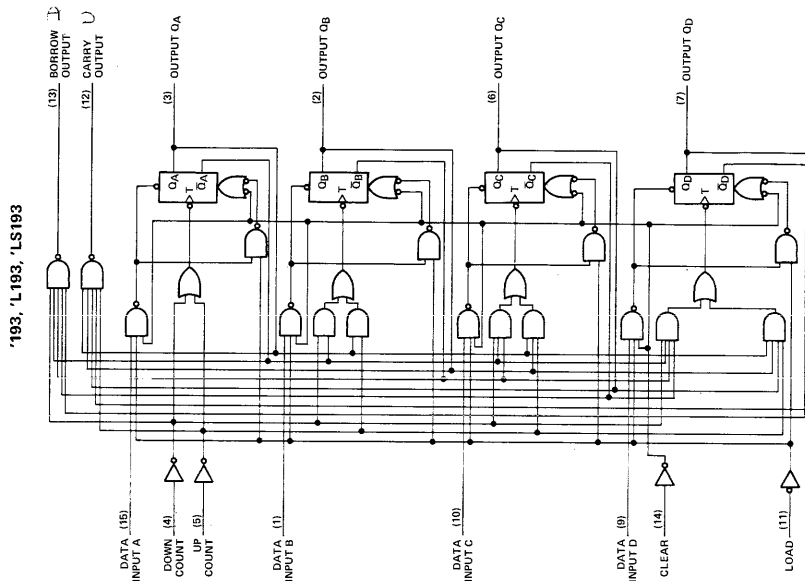 '193, 'L193, 'LS193
(13) BORROW OUTPUT D
(12) CARRY OUTPUT U
(3) OUTPUT QA
(2) OUTPUT QB
(6) OUTPUT QC
(7) OUTPUT QD
QA
T
Q̅A
QB
T
Q̅B
QC
T
Q̅C
QD
T
Q̅D
DATA INPUT A (15)
DOWN COUNT (4)
UP COUNT (5)
DATA INPUT B (1)
DATA INPUT C (10)
DATA INPUT D (9)
CLEAR (14)
LOAD (11)